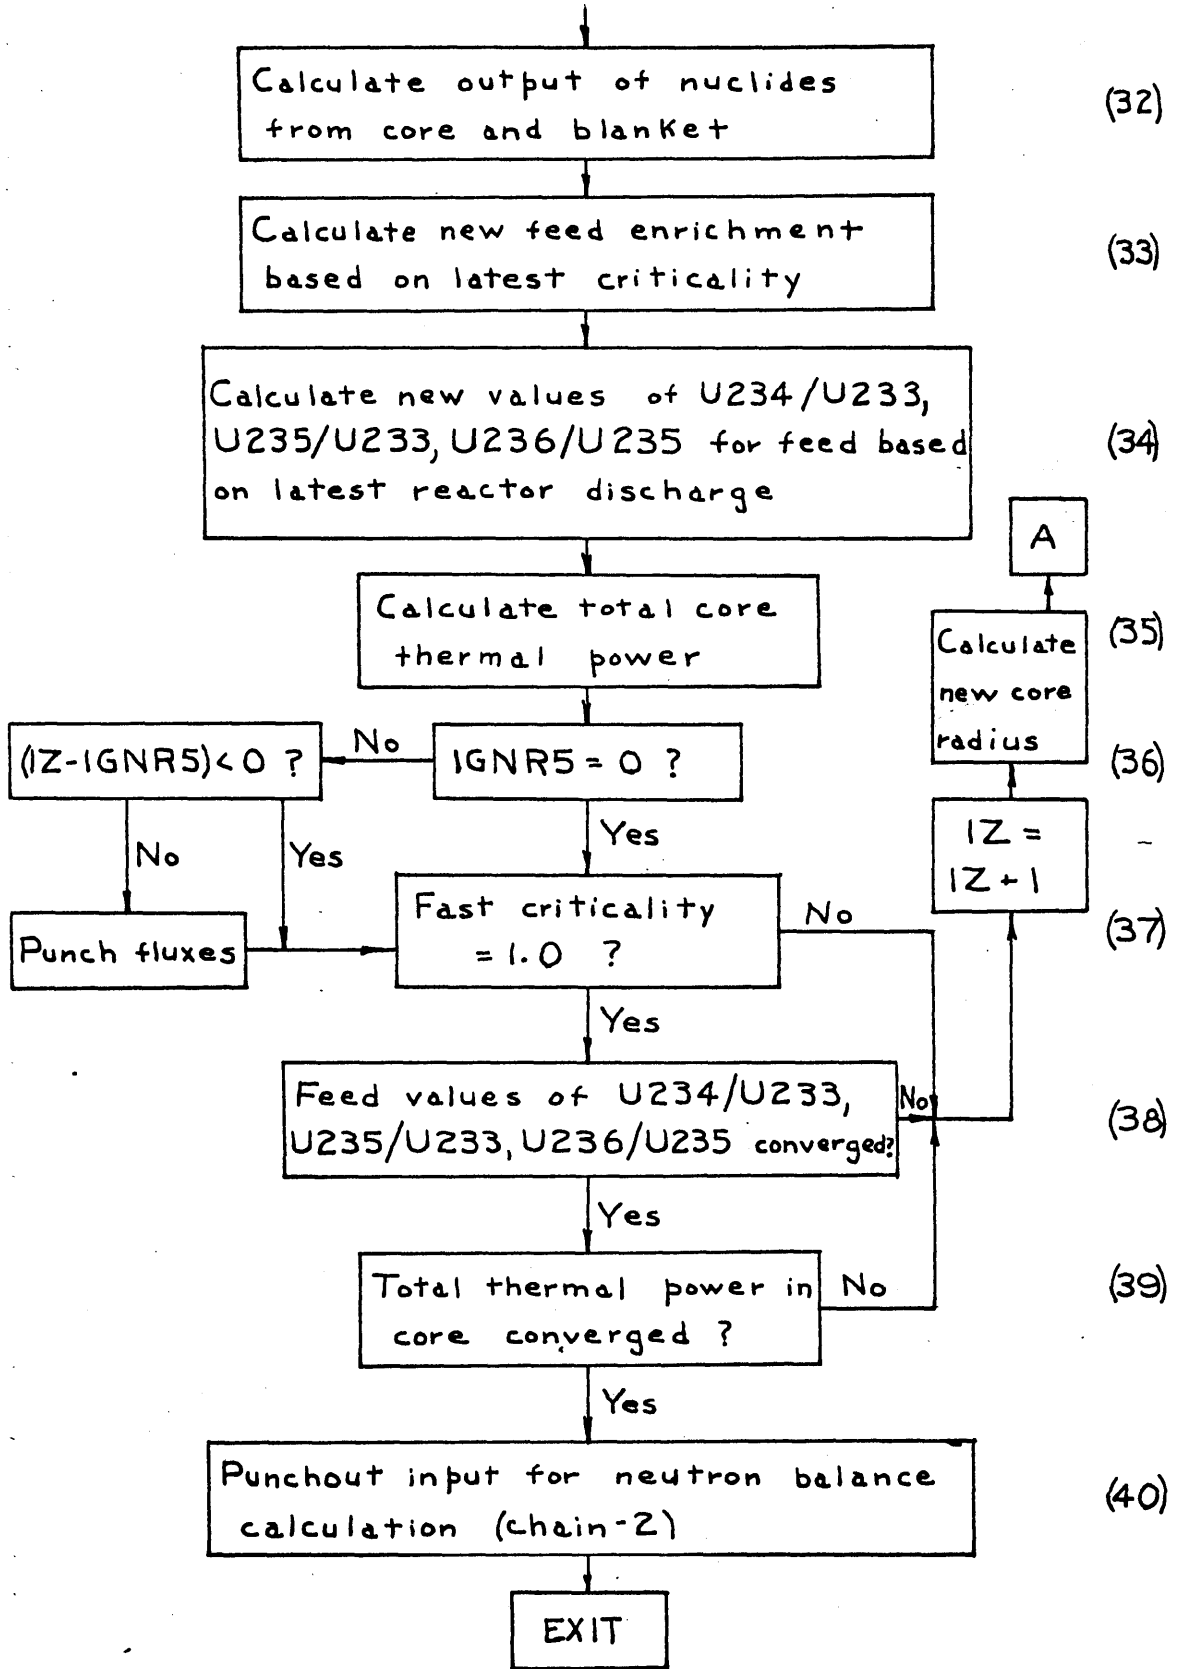 Calculate output of nuclides
from core and blanket
(32)
Calculate new feed enrichment
based on latest criticality
(33)
Calculate new values of U234/U233,
U235/U233, U236/U235 for feed based
on latest reactor discharge
(34)
A
Calculate total core
thermal power
Calculate
new core
radius
(35)
(IZ-IGNR5)<0 ?
No
IGNR5 = 0 ?
(36)
No
Yes
Yes
IZ =
IZ + 1
Punch fluxes
Fast criticality
= 1.0 ?
No
(37)
Yes
Feed values of U234/U233,
U235/U233, U236/U235 converged?
No
(38)
Yes
Total thermal power in
core converged ?
No
(39)
Yes
Punchout input for neutron balance
calculation (chain-2)
(40)
EXIT